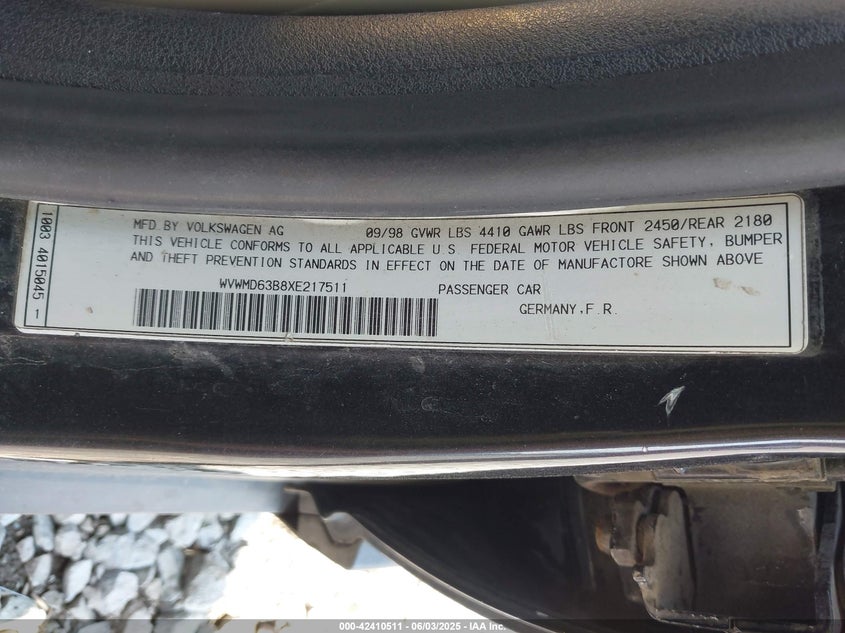 MFD BY VOLKSWAGEN AG 09/98 GVWR LBS 4410 GAWR LBS FRONT 2450/REAR 2180
THIS VEHICLE CONFORMS TO ALL APPLICABLE U.S. FEDERAL MOTOR VEHICLE SAFETY, BUMPER
AND THEFT PREVENTION STANDARDS IN EFFECT ON THE DATE OF MANUFACTORE SHOWN ABOVE
WVWMD63B8XE217511 PASSENGER CAR
GERMANY,F.R.
1003 4015045 1
000-42410511 - 06/03/2025 - IAA Inc.